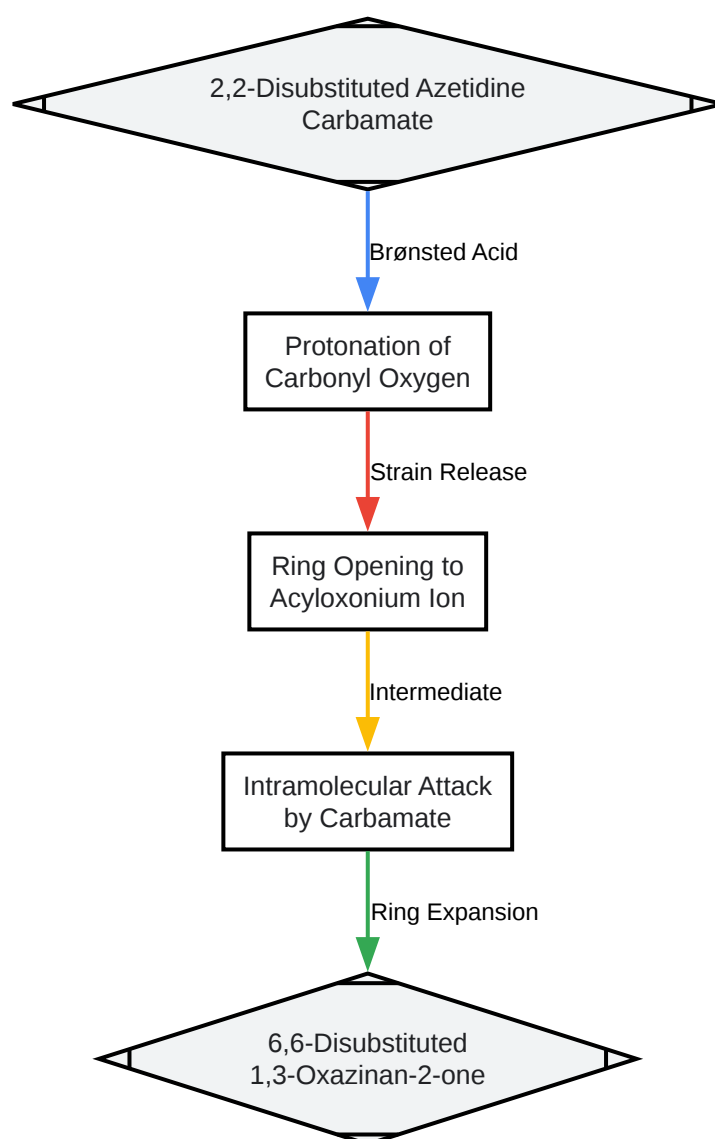 2,2-Disubstituted Azetidine
Carbamate
Brønsted Acid
Protonation of
Carbonyl Oxygen
Strain Release
Ring Opening to
Acyloxonium Ion
Intermediate
Intramolecular Attack
by Carbamate
Ring Expansion
6,6-Disubstituted
1,3-Oxazinan-2-one